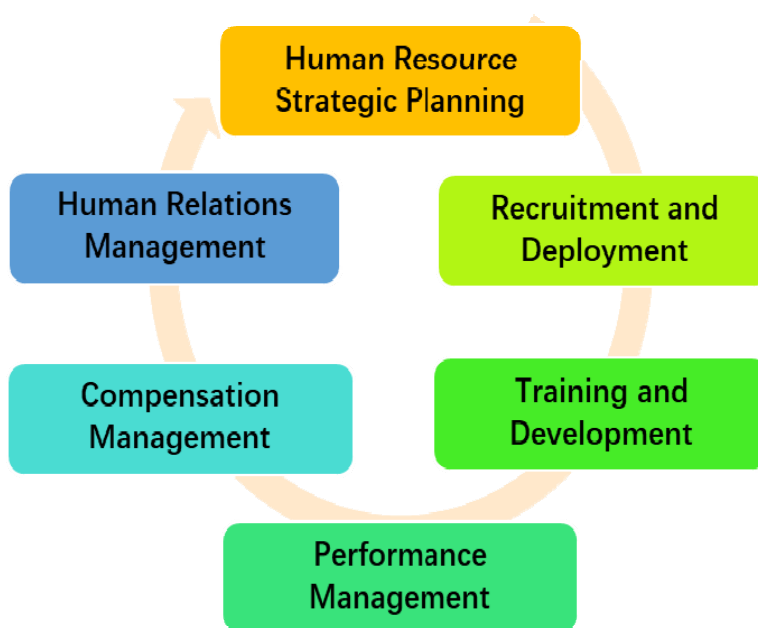 Human Resource
Strategic Planning
Human Relations
Management
Recruitment and
Deployment
Compensation
Management
Training and
Development
Performance
Management